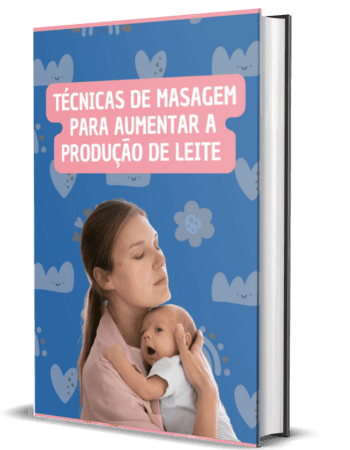 TÉCNICAS DE MASAGEM
PARA AUMENTAR A
PRODUÇÃO DE LEITE